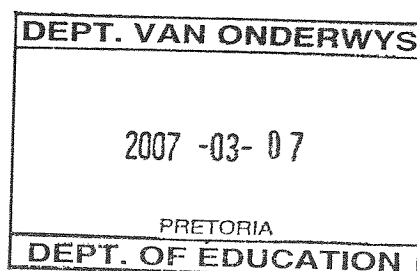 DEPT. VAN ONDERWYS
2007 -03- 07
PRETORIA
DEPT. OF EDUCATION